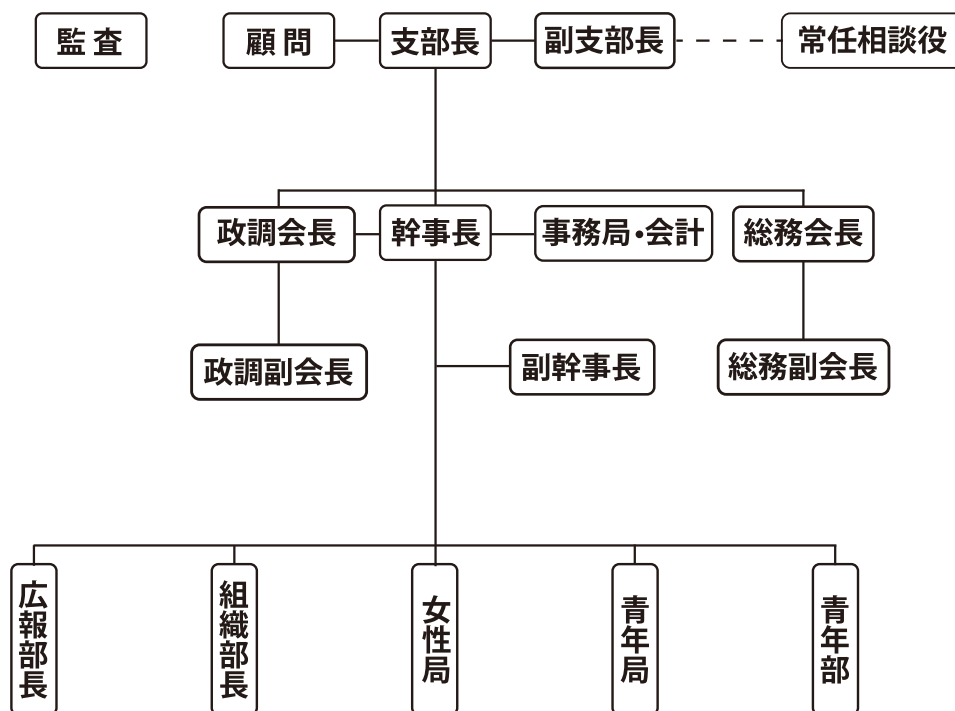 監査
顧問
支部長
副支部長
常任相談役
政調会長
幹事長
事務局・会計
総務会長
政調副会長
副幹事長
総務副会長
広報部長
組織部長
女性局
青年局
青年部